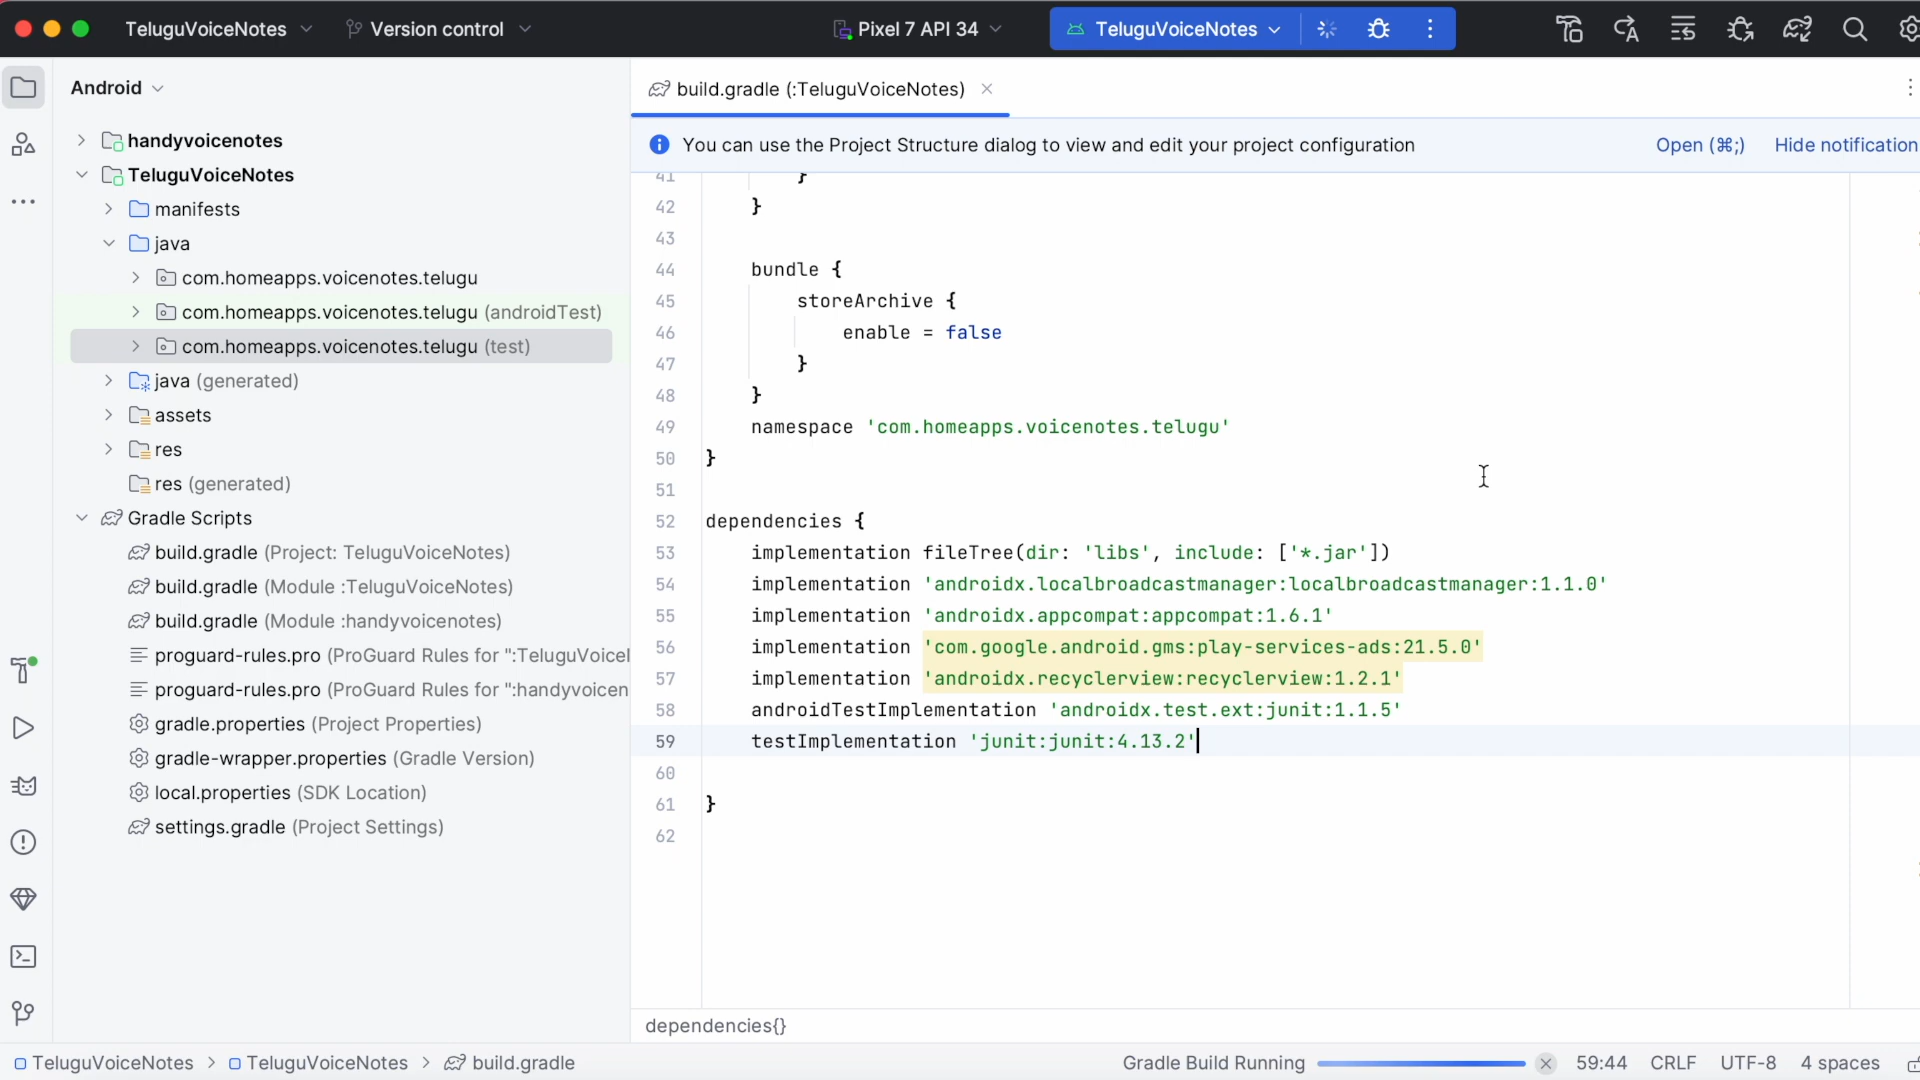 TeluguVoiceNotes
Version control
Pixel 7 API 34
TeluguVoiceNotes
Android
handyvoicenotes
TeluguVoiceNotes
manifests
java
com.homeapps.voicenotes.telugu
com.homeapps.voicenotes.telugu (androidTest)
com.homeapps.voicenotes.telugu (test)
java (generated)
assets
res
res (generated)
Gradle Scripts
build.gradle (Project: TeluguVoiceNotes)
build.gradle (Module :TeluguVoiceNotes)
build.gradle (Module :handyvoicenotes)
proguard-rules.pro (ProGuard Rules for ":TeluguVoicel
proguard-rules.pro (ProGuard Rules for ":handyvoicen
gradle.properties (Project Properties)
gradle-wrapper.properties (Gradle Version)
local.properties (SDK Location)
settings.gradle (Project Settings)
build.gradle (:TeluguVoiceNotes)
You can use the Project Structure dialog to view and edit your project configuration
Open (⌘;)
Hide notification
41 }
42 }
43
44 bundle {
45 storeArchive {
46 enable = false
47 }
48 }
49 namespace 'com.homeapps.voicenotes.telugu'
50 }
51
52 dependencies {
53 implementation fileTree(dir: 'libs', include: ['*.jar'])
54 implementation 'androidx.localbroadcastmanager:localbroadcastmanager:1.1.0'
55 implementation 'androidx.appcompat:appcompat:1.6.1'
56 implementation 'com.google.android.gms:play-services-ads:21.5.0'
57 implementation 'androidx.recyclerview:recyclerview:1.2.1'
58 androidTestImplementation 'androidx.test.ext:junit:1.1.5'
59 testImplementation 'junit:junit:4.13.2'
60
61 }
62
dependencies{}
TeluguVoiceNotes > TeluguVoiceNotes > build.gradle
Gradle Build Running
59:44
CRLF
UTF-8
4 spaces